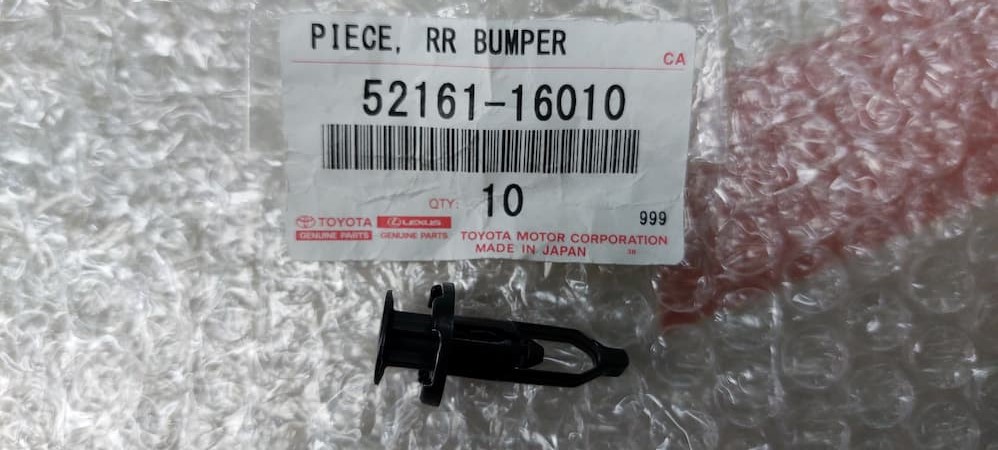 PIECE, RR BUMPER
CA
52161-16010
QTY: 10
999
TOYOTA LEXUS
GENUINE PARTS GENUINE PARTS
TOYOTA MOTOR CORPORATION
MADE IN JAPAN